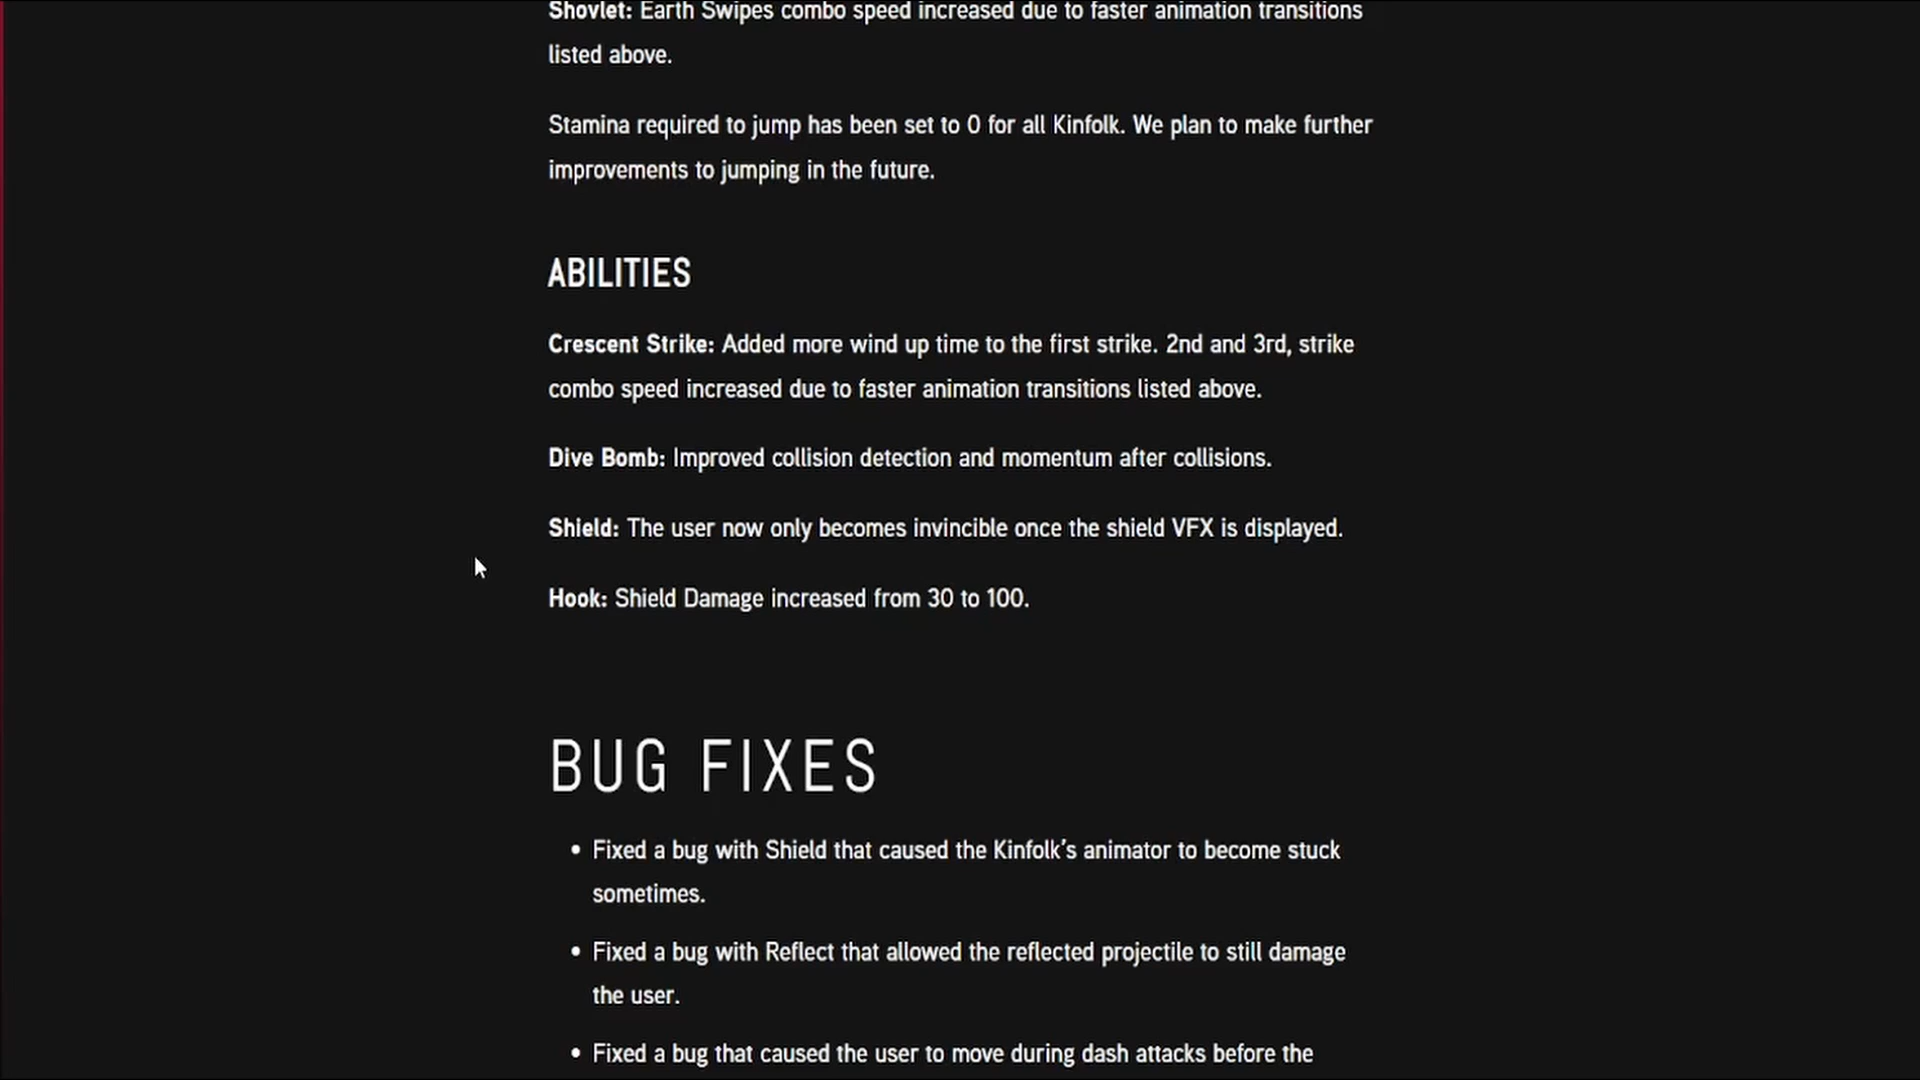 Shovlet: Earth Swipes combo speed increased due to faster animation transitions
listed above.
Stamina required to jump has been set to 0 for all Kinfolk. We plan to make further
improvements to jumping in the future.
ABILITIES
Crescent Strike: Added more wind up time to the first strike. 2nd and 3rd, strike
combo speed increased due to faster animation transitions listed above.
Dive Bomb: Improved collision detection and momentum after collisions.
Shield: The user now only becomes invincible once the shield VFX is displayed.
Hook: Shield Damage increased from 30 to 100.
BUG FIXES
• Fixed a bug with Shield that caused the Kinfolk's animator to become stuck
sometimes.
• Fixed a bug with Reflect that allowed the reflected projectile to still damage
the user.
• Fixed a bug that caused the user to move during dash attacks before the